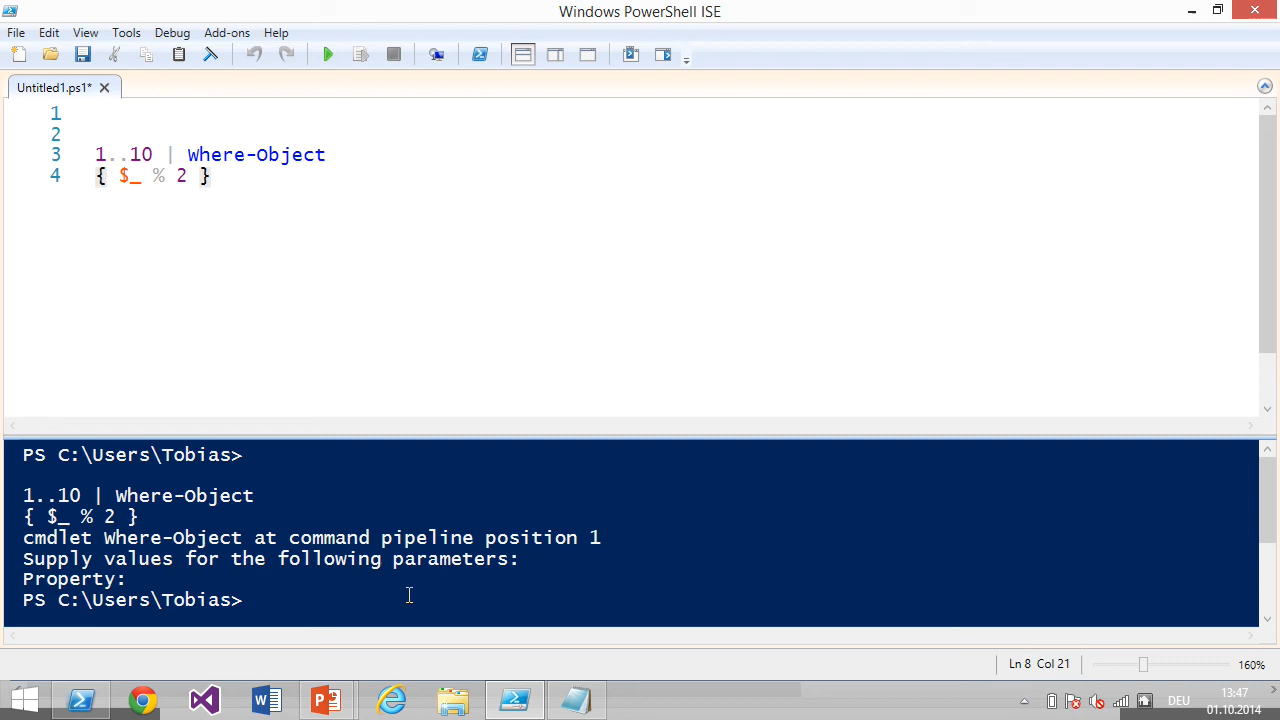 Windows PowerShell ISE
File Edit View Tools Debug Add-ons Help
Untitled1.ps1*
1
2
3 1..10 | Where-Object
4 { $_ % 2 }
PS C:\Users\Tobias>
1..10 | Where-Object
{ $_ % 2 }
cmdlet Where-Object at command pipeline position 1
Supply values for the following parameters:
Property:
PS C:\Users\Tobias>
Ln 8 Col 21 160%
DEU 13:47
01.10.2014